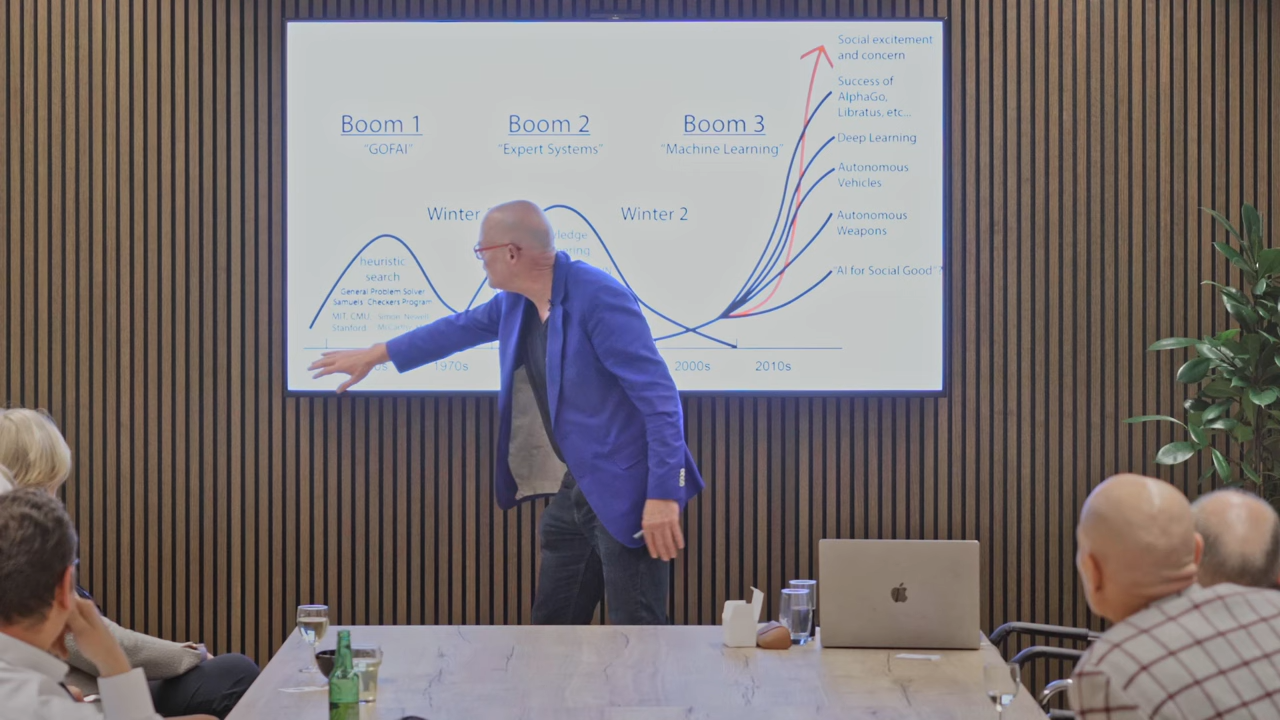 Social excitement
and concern
Success of
AlphaGo,
Libratus, etc...
Boom 1
Boom 2
Boom 3
"GOFAI"
"Expert Systems"
"Machine Learning"
Deep Learning
Autonomous
Vehicles
Winter
Winter 2
Autonomous
Weapons
heuristic
search
General Problem Solver
Samuels' Checkers Program
MIT, CMU,
Stanford
"AI for Social Good"?
1970s
2000s
2010s